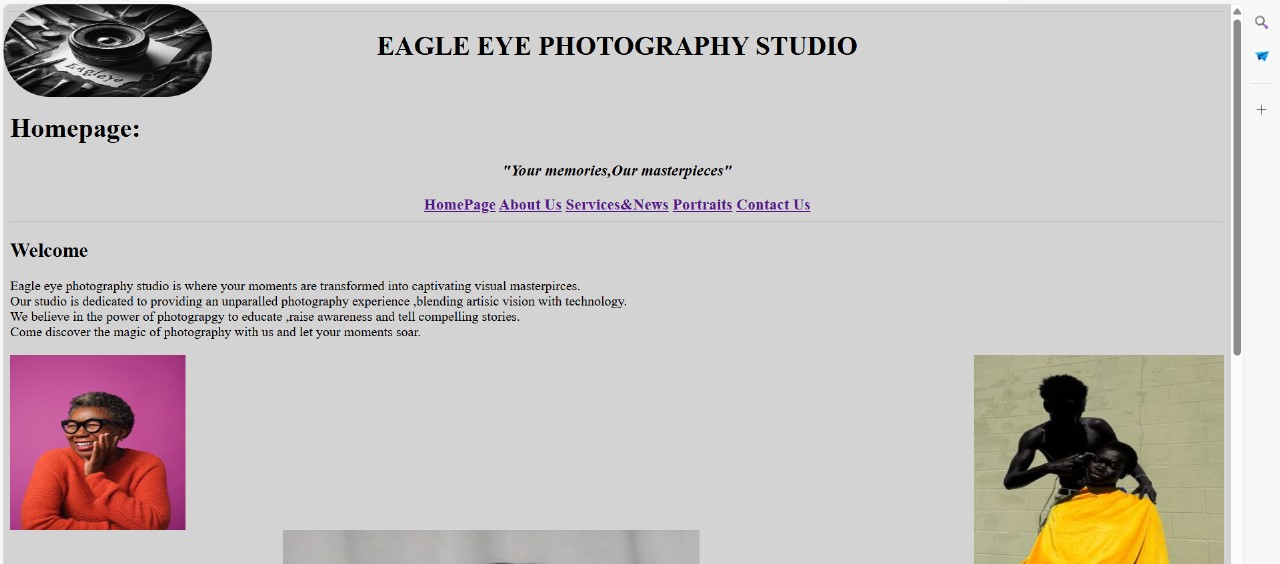 Eagleye
EAGLE EYE PHOTOGRAPHY STUDIO
Homepage:
"Your memories,Our masterpieces"
HomePage About Us Services&News Portraits Contact Us
Welcome
Eagle eye photography studio is where your moments are transformed into captivating visual masterpirces.
Our studio is dedicated to providing an unparalled photography experience ,blending artisic vision with technology.
We believe in the power of photograpgy to educate ,raise awareness and tell compelling stories.
Come discover the magic of photography with us and let your moments soar.